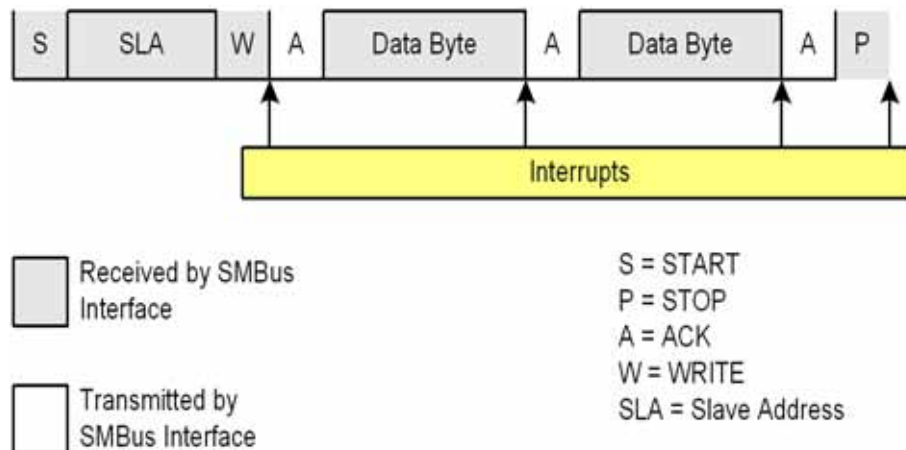 S SLA W A Data Byte A Data Byte A P
Interrupts
Received by SMBus
Interface
Transmitted by
SMBus Interface
S = START
P = STOP
A = ACK
W = WRITE
SLA = Slave Address